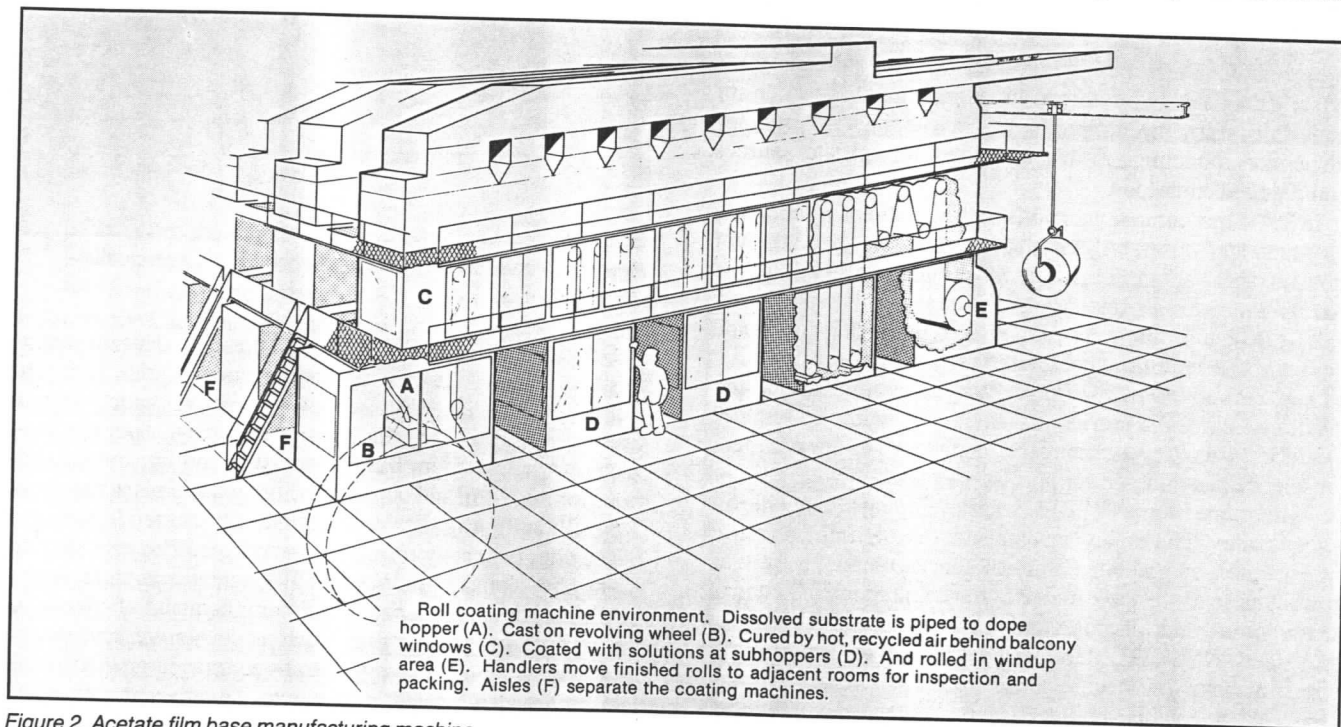 C
A
F
F
B
D
D
E
Roll coating machine environment. Dissolved substrate is piped to dope
hopper (A). Cast on revolving wheel (B). Cured by hot, recycled air behind balcony
windows (C). Coated with solutions at subhoppers (D). And rolled in windup
area (E). Handlers move finished rolls to adjacent rooms for inspection and
packing. Aisles (F) separate the coating machines.
Figure 2. Acetate film base manufacturing machine